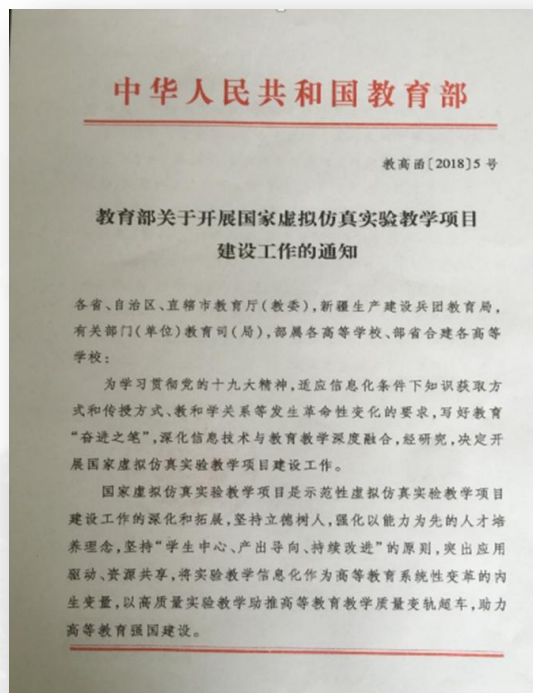 中华人民共和国教育部
教高函[2018]5号
教育部关于开展国家虚拟仿真实验教学项目
建设工作的通知
各省、自治区、直辖市教育厅(教委),新疆生产建设兵团教育局,
有关部门(单位)教育司(局),部属各高等学校、部省合建各高等
学校:
为学习贯彻党的十九大精神,适应信息化条件下知识获取方
式和传授方式、教和学关系等发生革命性变化的要求,写好教育
“奋进之笔”,深化信息技术与教育教学深度融合,经研究,决定开
展国家虚拟仿真实验教学项目建设工作。
国家虚拟仿真实验教学项目是示范性虚拟仿真实验教学项目
建设工作的深化和拓展,坚持立德树人,强化以能力为先的人才培
养理念,坚持“学生中心、产出导向、持续改进”的原则,突出应用
驱动、资源共享,将实验教学信息化作为高等教育系统性变革的内
生变量,以高质量实验教学助推高等教育教学质量变轨超车,助力
高等教育强国建设。